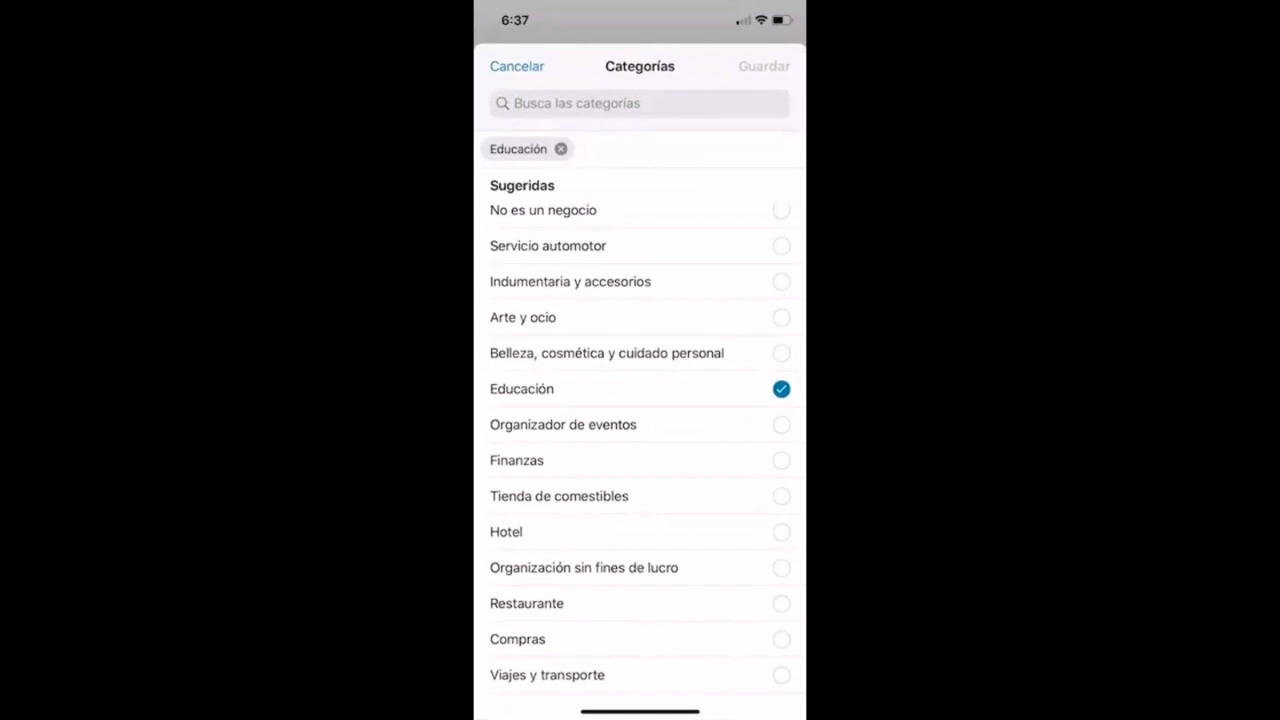 6:37
Cancelar Categorías Guardar
Busca las categorías
Educación
Sugeridas
No es un negocio
Servicio automotor
Indumentaria y accesorios
Arte y ocio
Belleza, cosmética y cuidado personal
Educación
Organizador de eventos
Finanzas
Tienda de comestibles
Hotel
Organización sin fines de lucro
Restaurante
Compras
Viajes y transporte